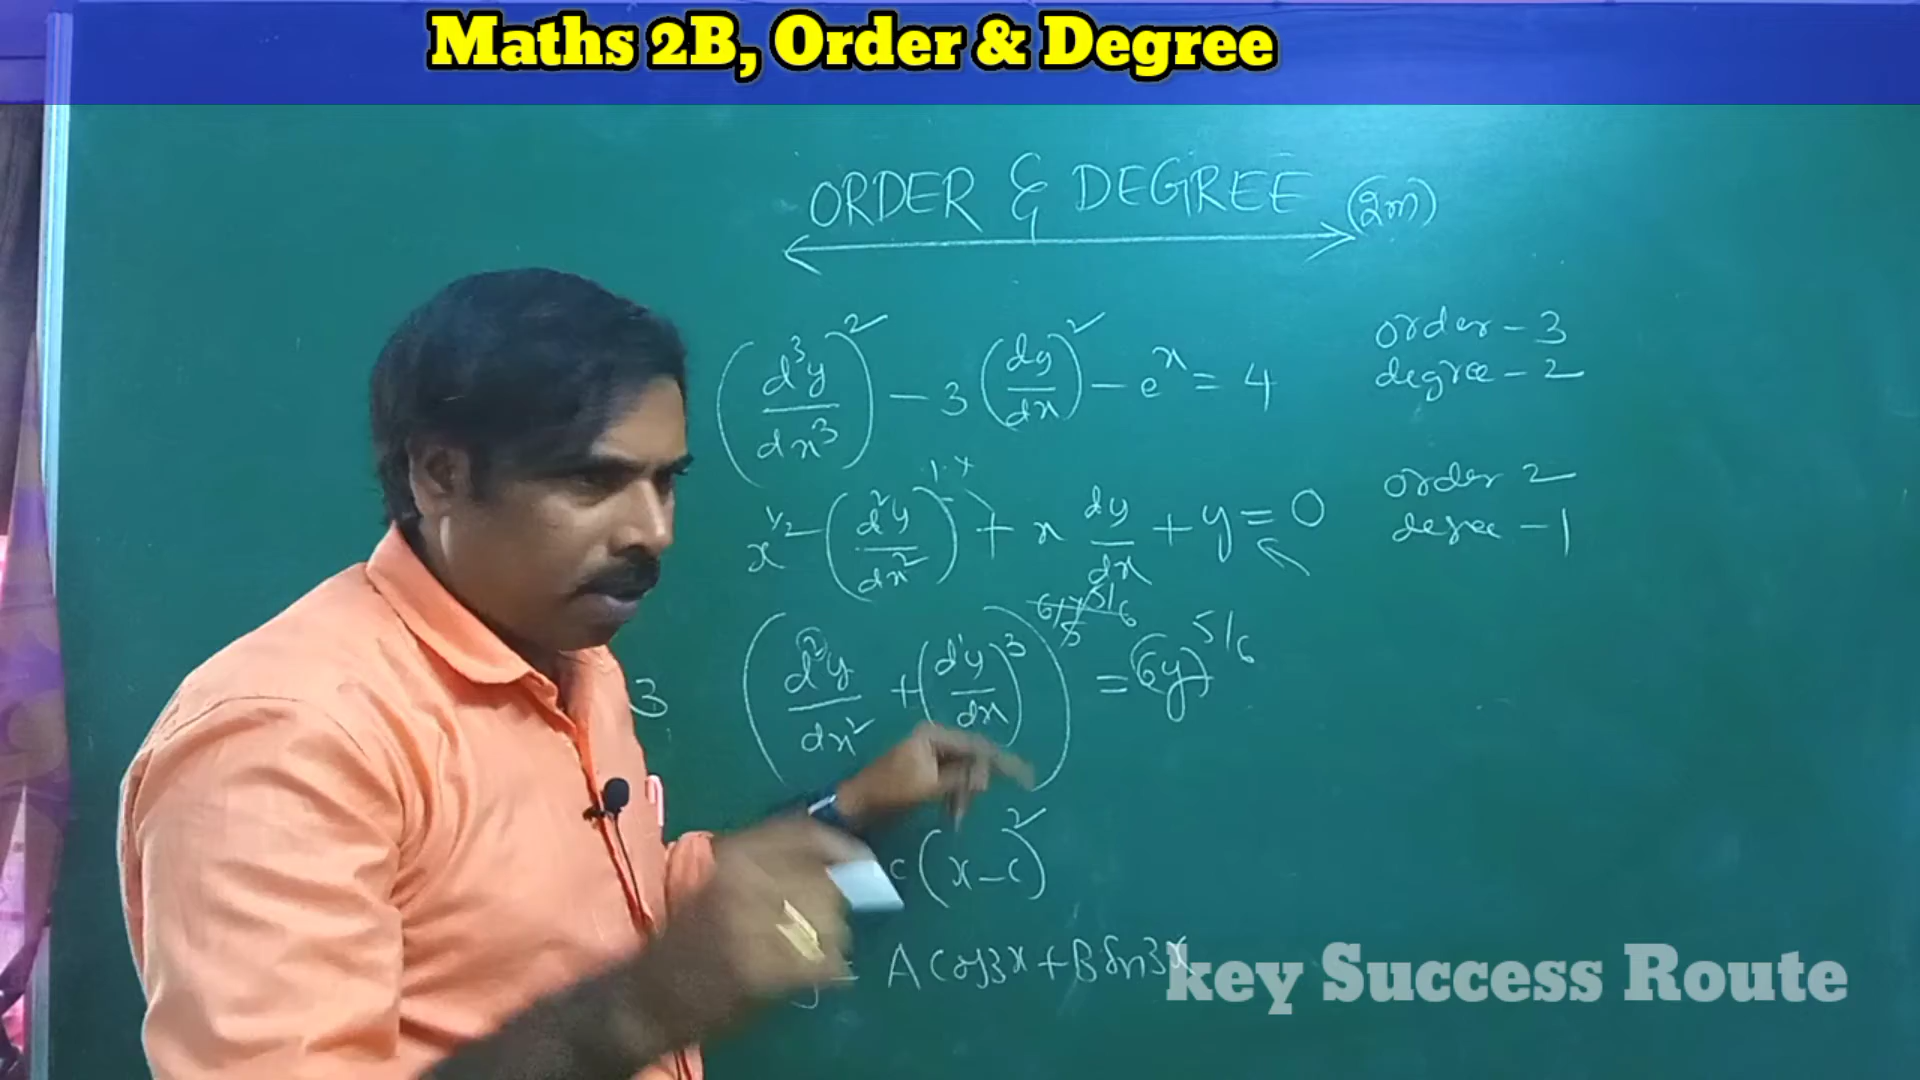 Maths 2B, Order & Degree
ORDER & DEGREE (2m)
(d³y/dx³)² - 3 (dy/dx)² - eˣ = 4
order - 3
degree - 2
x^1/2 (d²y/dx²) + x dy/dx + y = 0
order 2
degree - 1
3 (d²y/dx² + (dy/dx)³) = (6y)^5/6
c (x - c)²
y = A Cos3x + B Sin3x
key Success Route